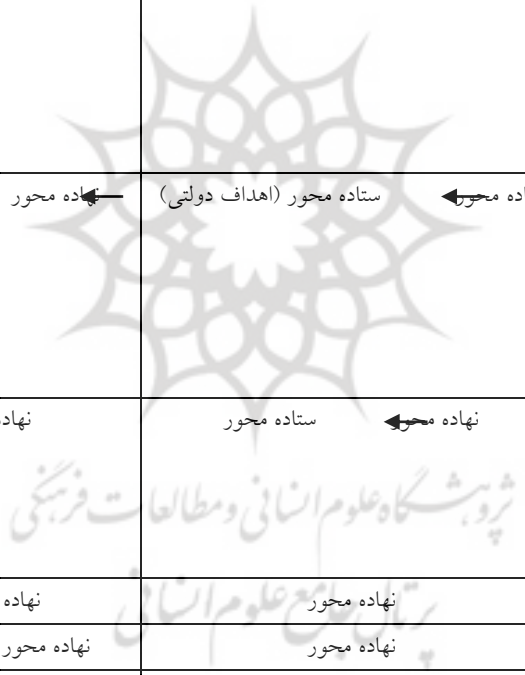 محور ستاده محور (اهداف دولتی) نهاده محور
نهاده محور ستاده محور
نهاده محور نهاده
نهاده محور نهاده محور
پژوهشگاه علوم انسانی و مطالعات فرهنگی
پرتال جامع علوم انسانی